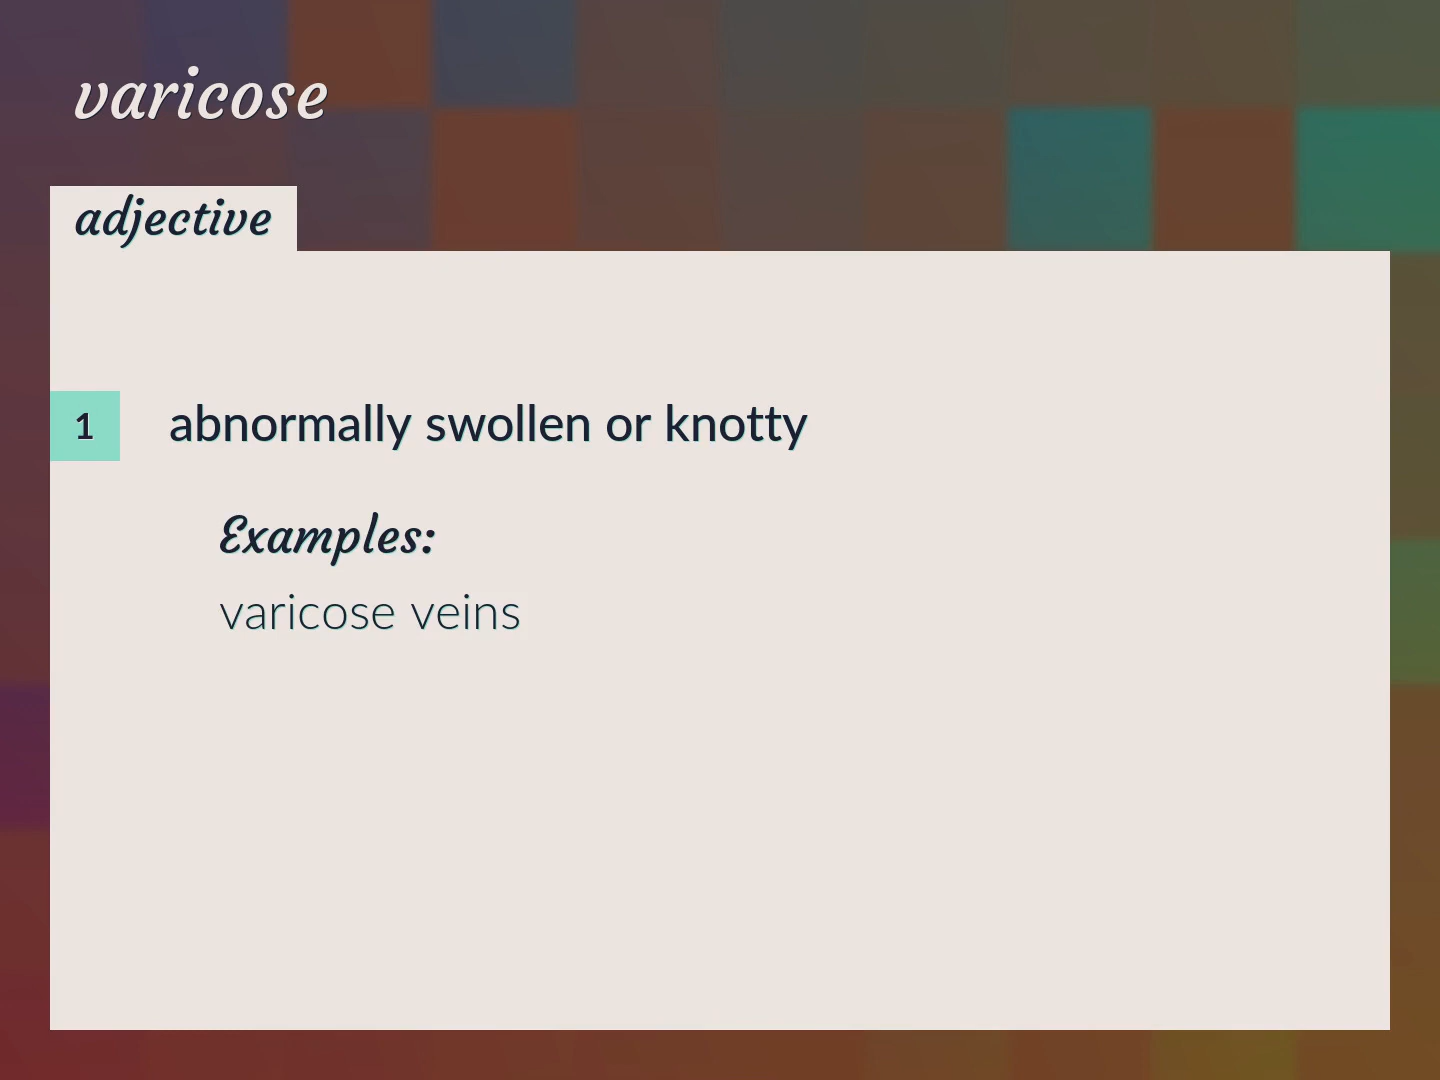 varicose
adjective
1 abnormally swollen or knotty
Examples:
varicose veins